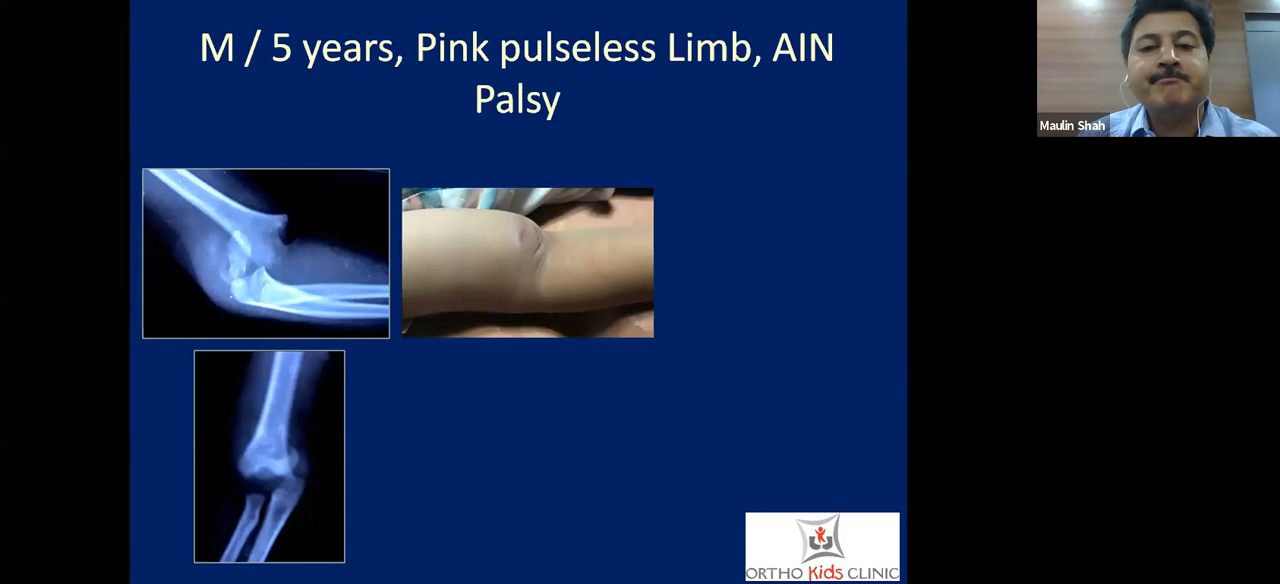 M / 5 years, Pink pulseless Limb, AIN
Palsy
Maulin Shah
ORTHO Kids CLINIC